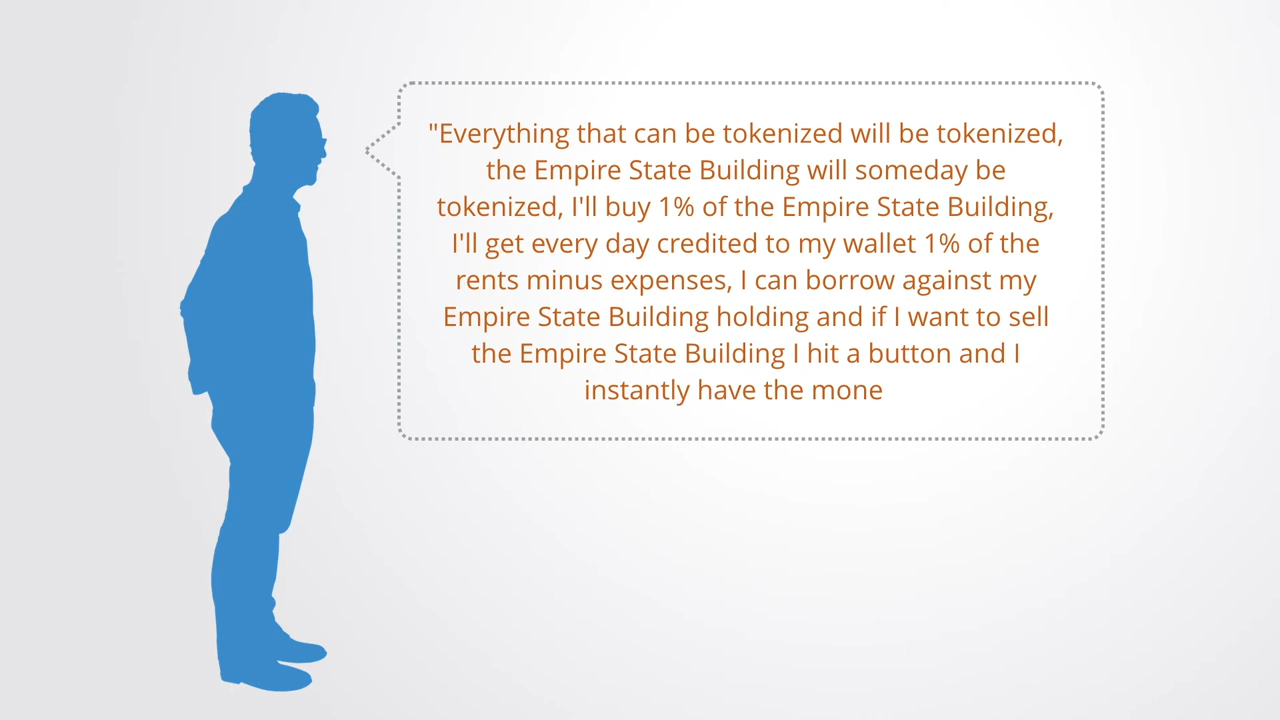 "Everything that can be tokenized will be tokenized,
the Empire State Building will someday be
tokenized, I'll buy 1% of the Empire State Building,
I'll get every day credited to my wallet 1% of the
rents minus expenses, I can borrow against my
Empire State Building holding and if I want to sell
the Empire State Building I hit a button and I
instantly have the mone